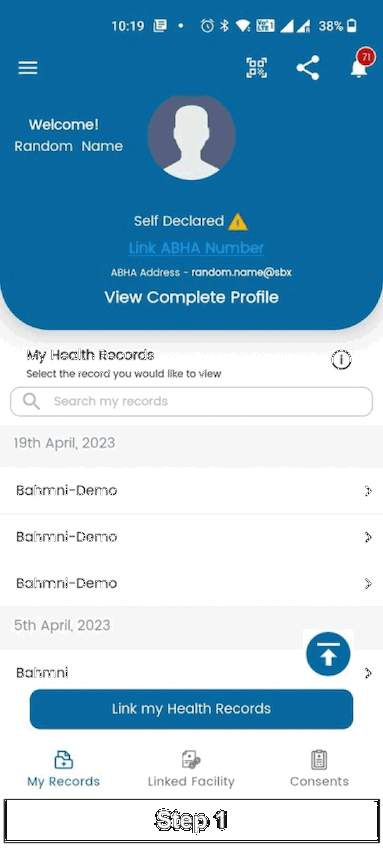 10:19 38%
71
Welcome!
Random Name
Self Declared
Link ABHA Number
ABHA Address - random.name@sbx
View Complete Profile
My Health Records
Select the record you would like to view
Search my records
19th April, 2023
Bahmni-Demo
Bahmni-Demo
Bahmni-Demo
5th April, 2023
Bahmni
Link my Health Records
My Records Linked Facility Consents
Step 1